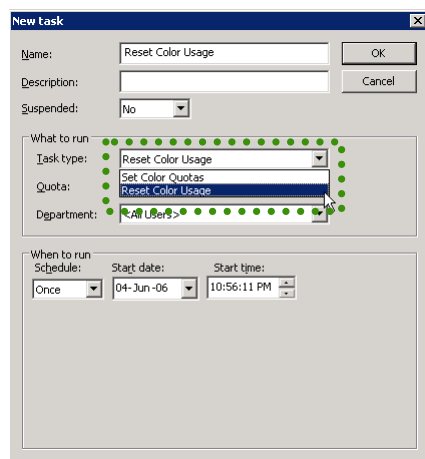 New task
Name: Reset Color Usage OK
Description: Cancel
Suspended: No
What to run
Task type: Reset Color Usage
Set Color Quotas
Quota: Reset Color Usage
Department: <All Users>
When to run
Schedule: Start date: Start time:
Once 04-Jun-06 10:56:11 PM